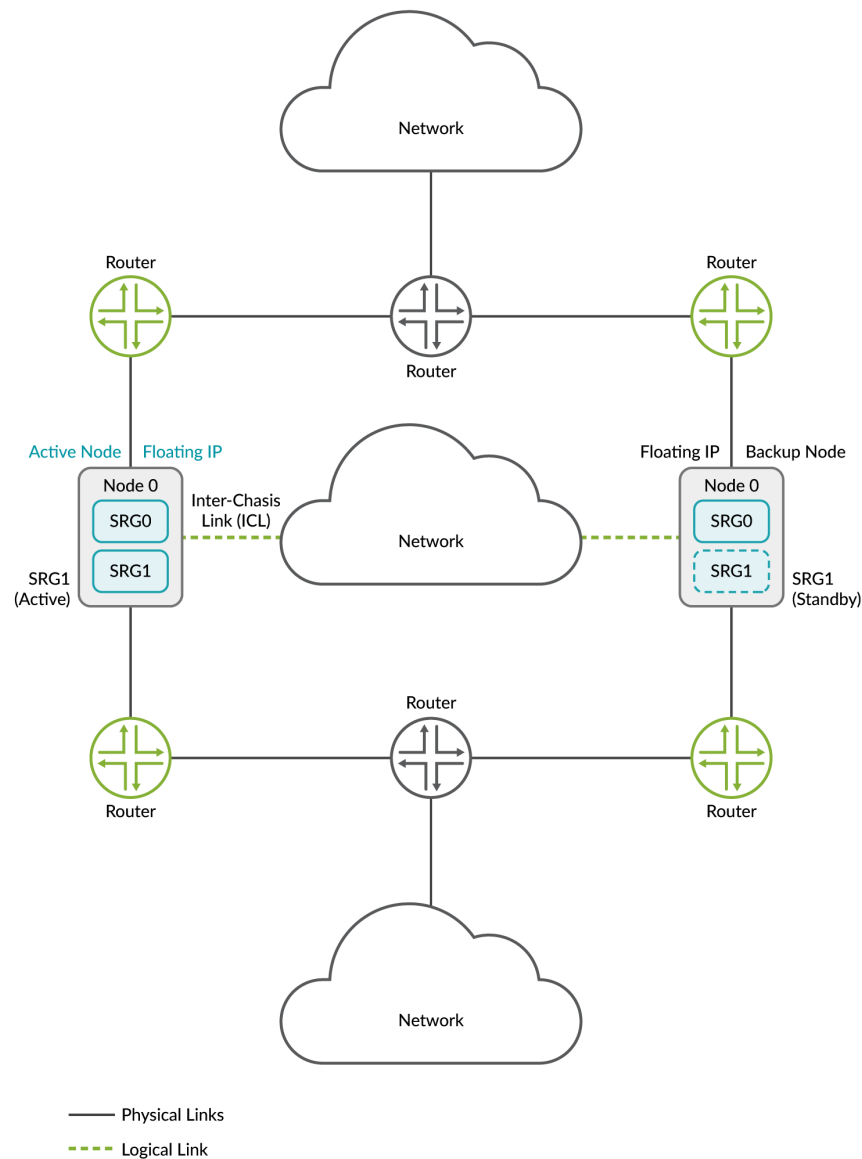 Network
Router
Router
Router
Active Node
Floating IP
Floating IP
Backup Node
Node 0
SRG0
SRG1
Inter-Chasis
Link (ICL)
SRG1
(Active)
Network
Node 0
SRG0
SRG1
SRG1
(Standby)
Router
Router
Router
Network
Physical Links
Logical Link